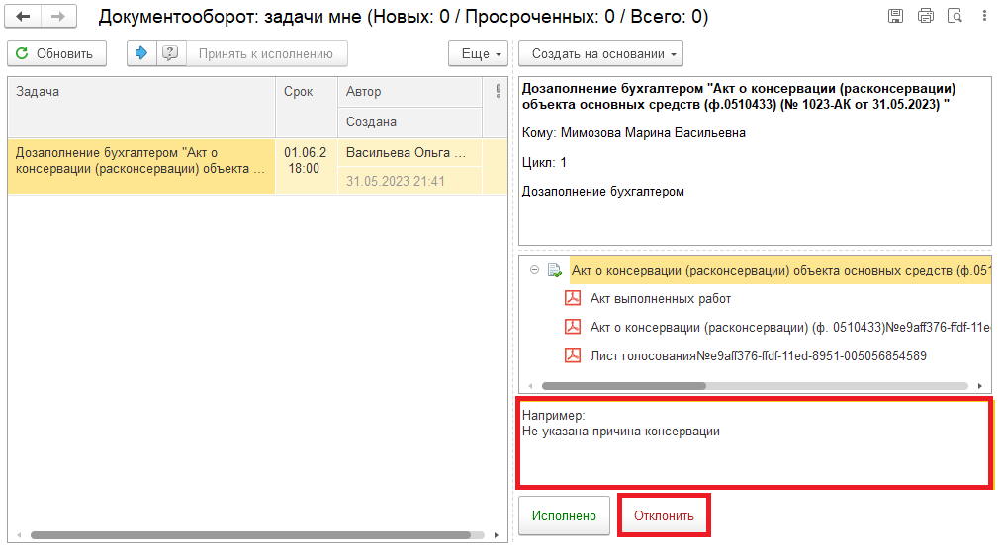 Документооборот: задачи мне (Новых: 0 / Просроченных: 0 / Всего: 0)
Обновить
Принять к исполнению
Еще
Создать на основании
Задача
Срок
Автор
Создана
Дозаполнение бухгалтером "Акт о
консервации (расконсервации) объекта ...
01.06.2
18:00
Васильева Ольга ...
31.05.2023 21:41
Дозаполнение бухгалтером "Акт о консервации (расконсервации)
объекта основных средств (ф.0510433) (№ 1023-АК от 31.05.2023) "
Кому: Мимозова Марина Васильевна
Цикл: 1
Дозаполнение бухгалтером
Акт о консервации (расконсервации) объекта основных средств (ф.051
Акт выполненных работ
Акт о консервации (расконсервации) (ф. 0510433)№e9aff376-ffdf-11e
Лист голосования№e9aff376-ffdf-11ed-8951-005056854589
Например:
Не указана причина консервации
Исполнено
Отклонить